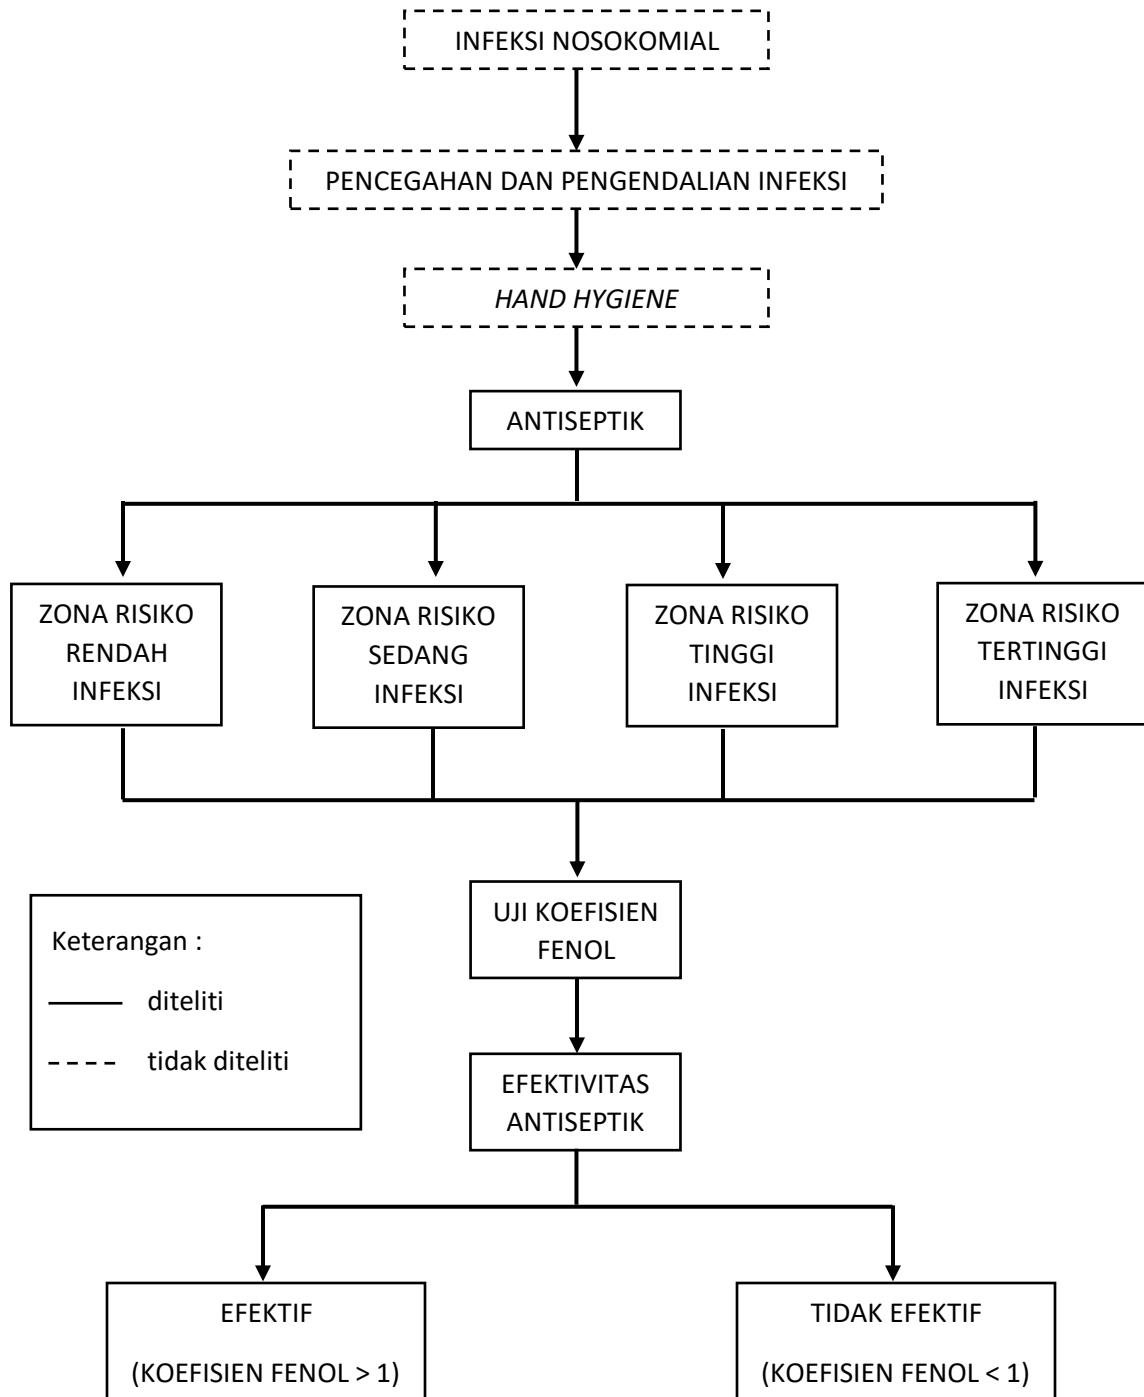 INFEKSI NOSOKOMIAL
PENCEGAHAN DAN PENGENDALIAN INFEKSI
HAND HYGIENE
ANTISEPTIK
ZONA RISIKO
RENDAH
INFEKSI
ZONA RISIKO
SEDANG
INFEKSI
ZONA RISIKO
TINGGI
INFEKSI
ZONA RISIKO
TERTINGGI
INFEKSI
UJI KOEFISIEN
FENOL
Keterangan :
diteliti
tidak diteliti
EFEKTIVITAS
ANTISEPTIK
EFEKTIF
(KOEFISIEN FENOL > 1)
TIDAK EFEKTIF
(KOEFISIEN FENOL < 1)